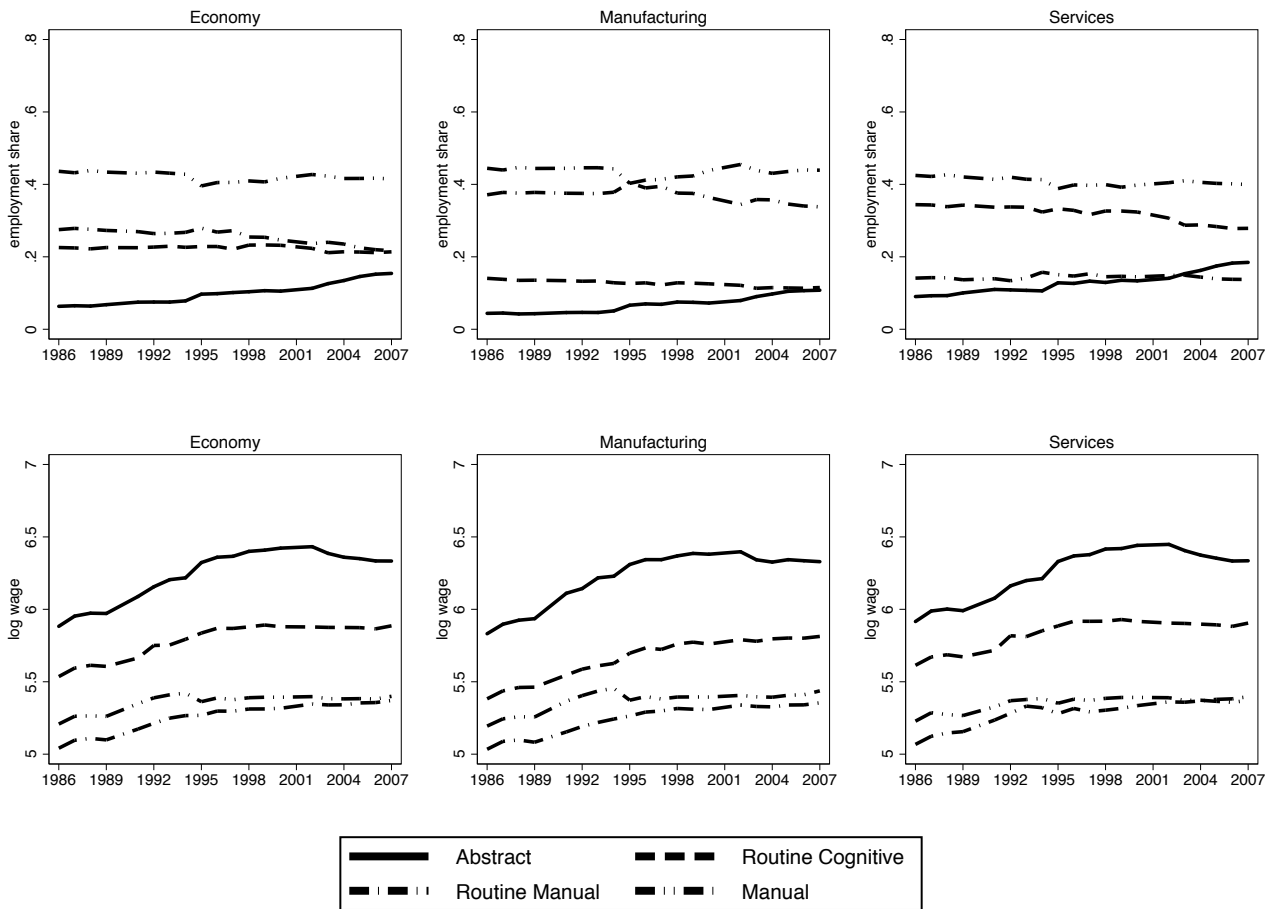 Economy
Manufacturing
Services
employment share
0
.2
.4
.6
.8
1986 1989 1992 1995 1998 2001 2004 2007
employment share
0
.2
.4
.6
.8
1986 1989 1992 1995 1998 2001 2004 2007
employment share
0
.2
.4
.6
.8
1986 1989 1992 1995 1998 2001 2004 2007
Economy
Manufacturing
Services
log wage
5
5.5
6
6.5
7
1986 1989 1992 1995 1998 2001 2004 2007
log wage
5
5.5
6
6.5
7
1986 1989 1992 1995 1998 2001 2004 2007
log wage
5
5.5
6
6.5
7
1986 1989 1992 1995 1998 2001 2004 2007
Abstract
Routine Cognitive
Routine Manual
Manual